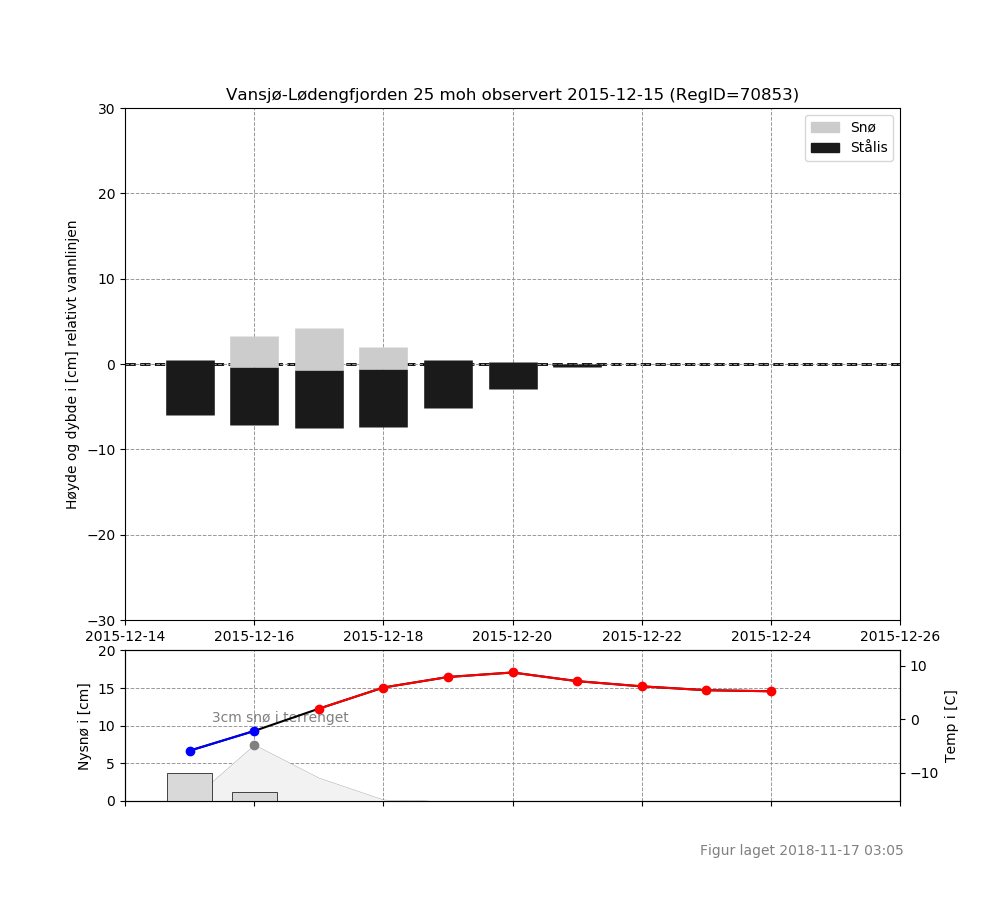 Vansjø-Lødengfjorden 25 moh observert 2015-12-15 (RegID=70853)
Snø
Stålis
Høyde og dybde i [cm] relativt vannlinjen
30
20
10
0
−10
−20
−30
2015-12-14 2015-12-16 2015-12-18 2015-12-20 2015-12-22 2015-12-24 2015-12-26
Nysnø i [cm]
20
15
10
5
0
3cm snø i terrenget
10
0
−10
Temp i [C]
Figur laget 2018-11-17 03:05